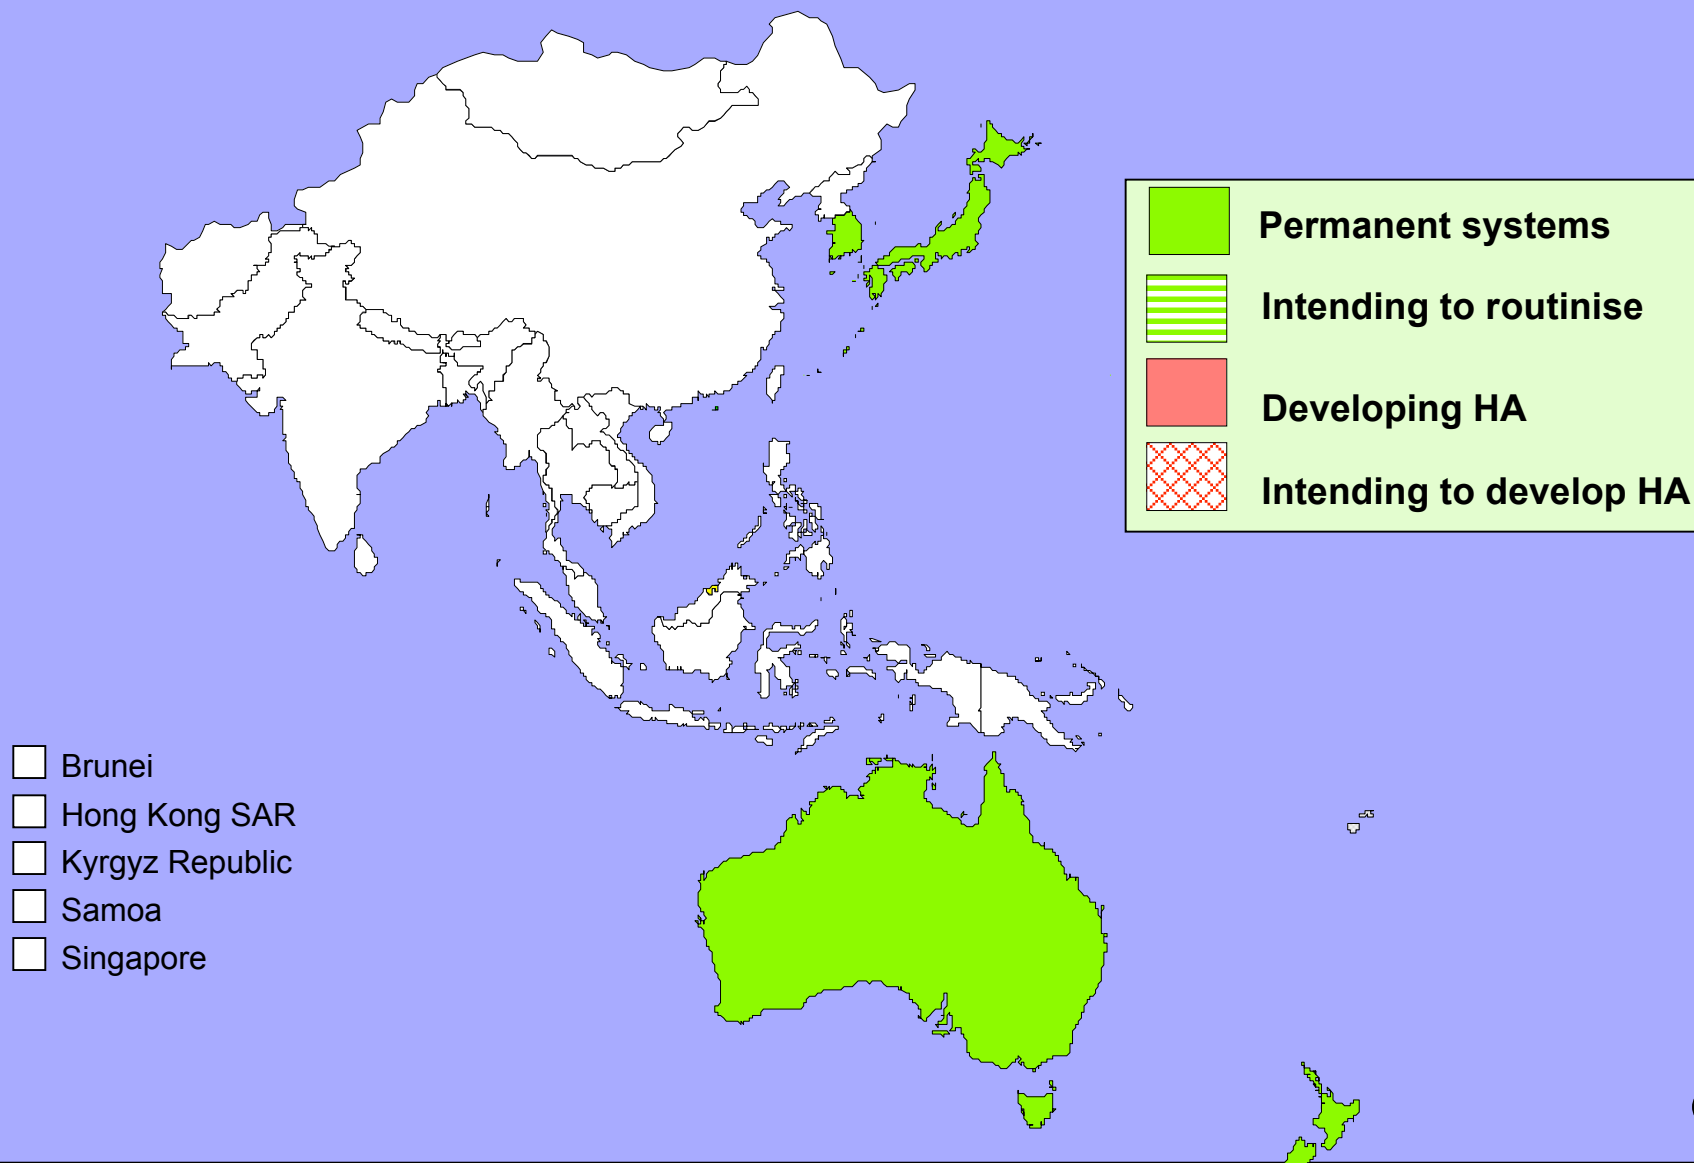 Permanent systems
Intending to routinise
Developing HA
Intending to develop HA
Brunei
Hong Kong SAR
Kyrgyz Republic
Samoa
Singapore